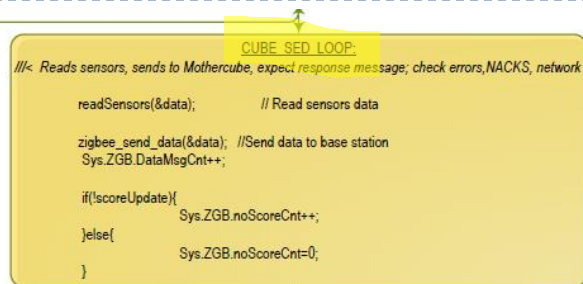 CUBE_SED_LOOP:
///< Reads sensors, sends to Mothercube, expect response message; check errors,NACKS, network
readSensors(&data); // Read sensors data
zigbee_send_data(&data); //Send data to base station
Sys.ZGB.DataMsgCnt++;
if(!scoreUpdate){
Sys.ZGB.noScoreCnt++;
}else{
Sys.ZGB.noScoreCnt=0;
}